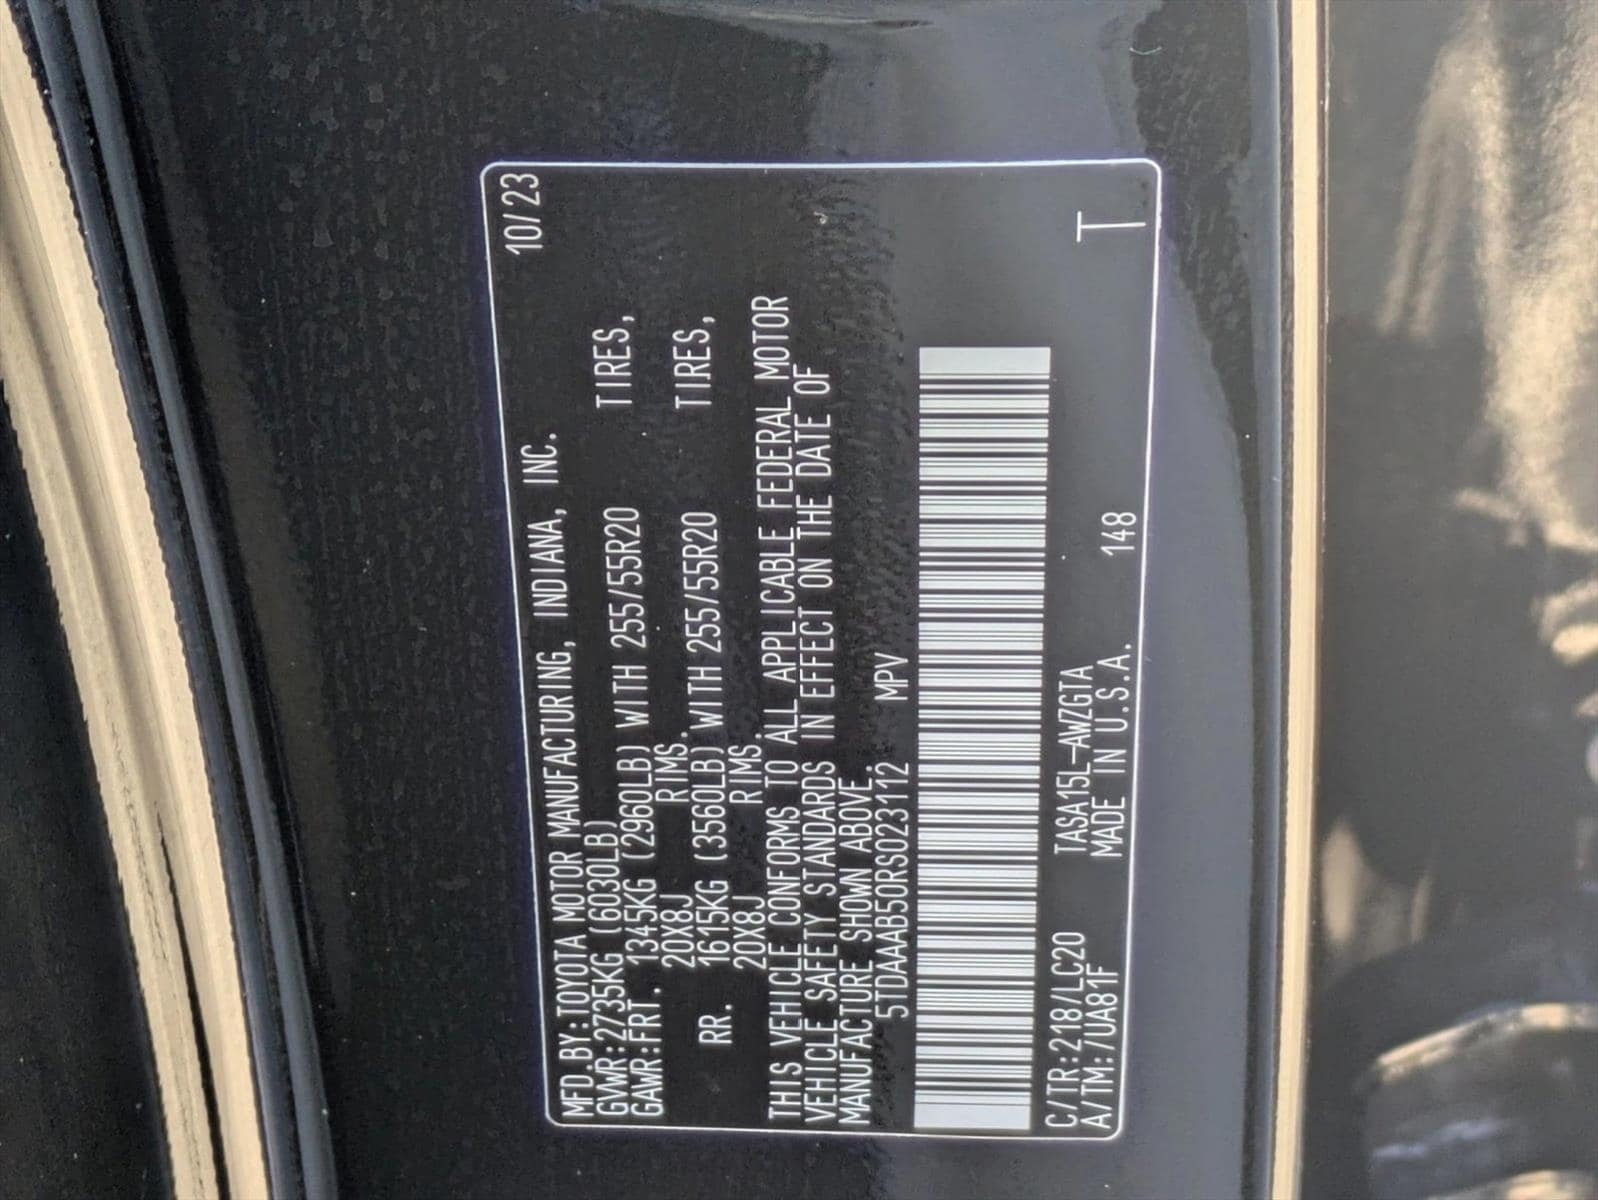 MFD.BY:TOYOTA MOTOR MANUFACTURING, INDIANA, INC. 10/23
GVWR:2735KG (6030LB)
GAWR:FRT. 1345KG (2960LB) WITH 255/55R20 TIRES,
20X8J RIMS.
RR. 1615KG (3560LB) WITH 255/55R20 TIRES,
20X8J RIMS.
THIS VEHICLE CONFORMS TO ALL APPLICABLE FEDERAL MOTOR
VEHICLE SAFETY STANDARDS IN EFFECT ON THE DATE OF
MANUFACTURE SHOWN ABOVE.
5TDAAAB50RS023112 MPV
C/TR:218/LC20 TASA15L-AWZGTA
A/TM:/UA81F MADE IN U.S.A. 148 T